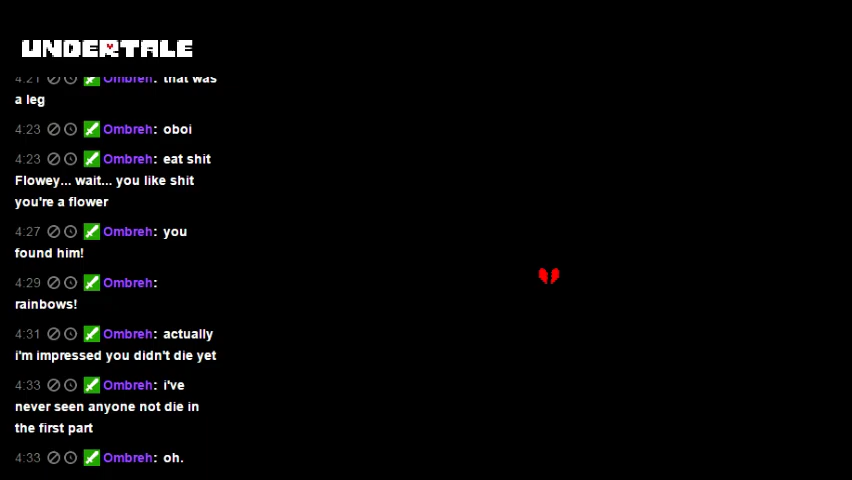 UNDERTALE
4:21 Ombreh: that was
a leg
4:23 Ombreh: oboi
4:23 Ombreh: eat shit
Flowey... wait... you like shit
you're a flower
4:27 Ombreh: you
found him!
4:29 Ombreh:
rainbows!
4:31 Ombreh: actually
i'm impressed you didn't die yet
4:33 Ombreh: i've
never seen anyone not die in
the first part
4:33 Ombreh: oh.